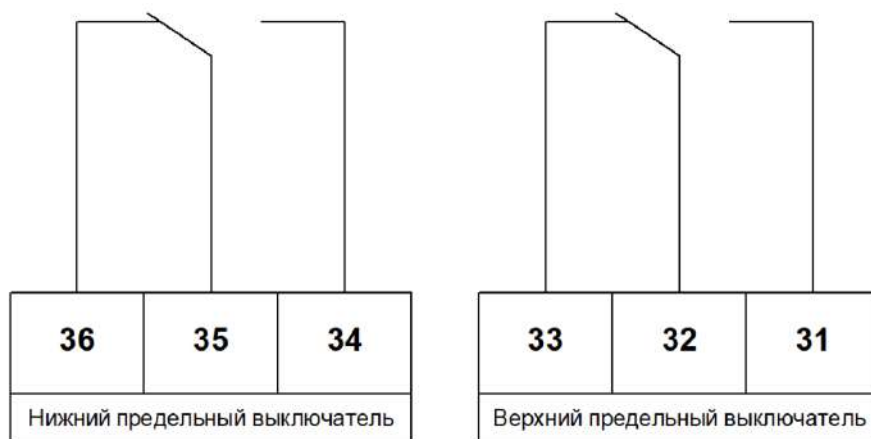 36 35 34
Нижний предельный выключатель
33 32 31
Верхний предельный выключатель